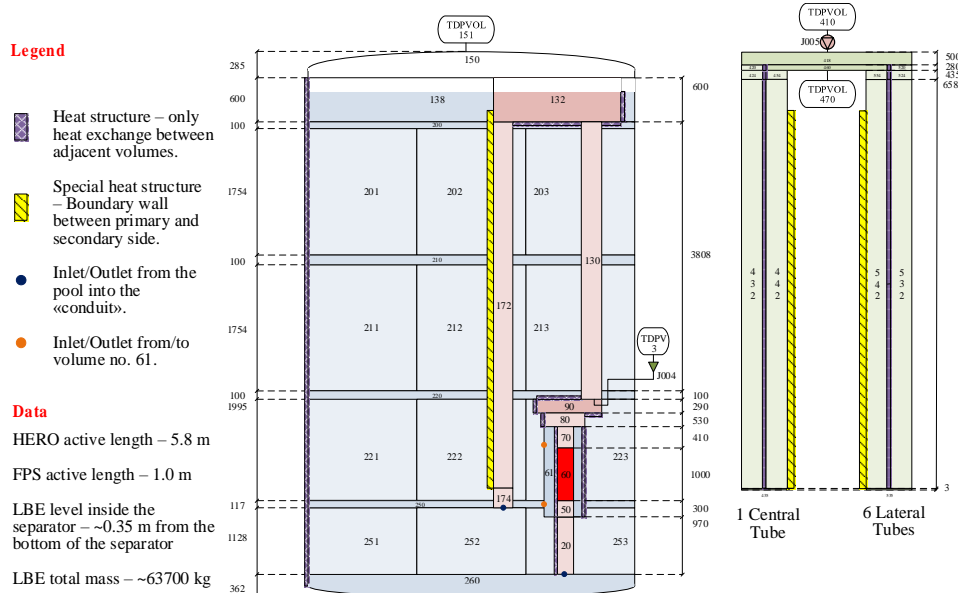 Legend
Heat structure – only
heat exchange between
adjacent volumes.
Special heat structure
– Boundary wall
between primary and
secondary side.
Inlet/Outlet from the
pool into the
«conduit».
Inlet/Outlet from/to
volume no. 61.
Data
HERO active length – 5.8 m
FPS active length – 1.0 m
LBE level inside the
separator – ~0.35 m from the
bottom of the separator
LBE total mass – ~63700 kg
TDPVOL
151
150
285
600
138
132
600
100
200
1754
201
202
203
100
210
130
3808
172
1754
211
212
213
TDPV
3
J004
100
220
100
1995
90
290
80
530
70
410
221
222
61
60
223
1000
174
117
50
300
970
1128
251
252
20
253
362
260
TDPVOL
410
J005
500
280
435
658
TDPVOL
470
4
3
2
4
4
2
5
4
2
5
3
2
3
1 Central
Tube
6 Lateral
Tubes